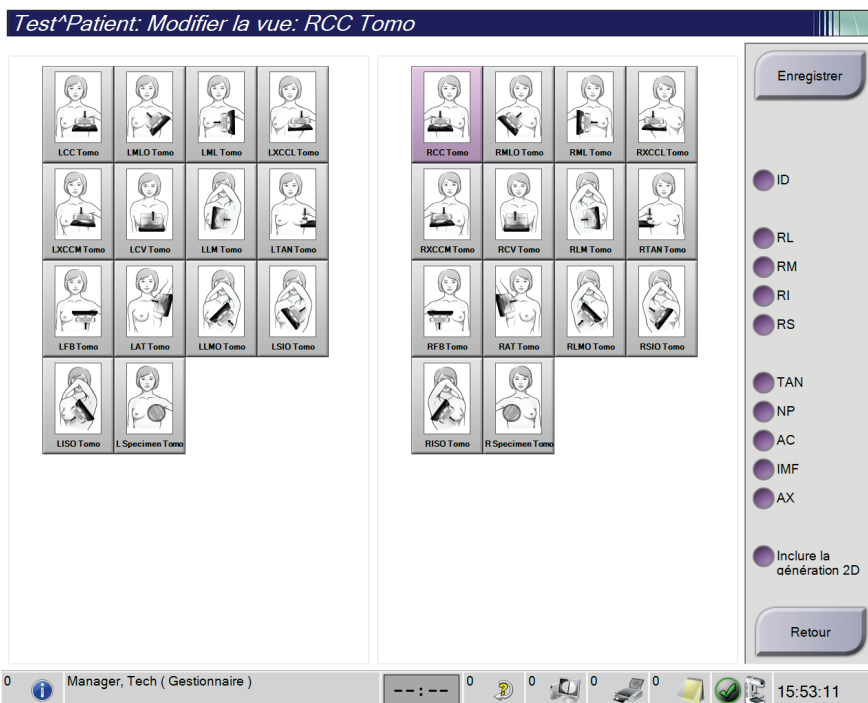 Test^Patient: Modifier la vue: RCC Tomo
LCC Tomo LMLO Tomo LML Tomo LXCCL Tomo
LXCCM Tomo LCV Tomo LLM Tomo LTAN Tomo
LFB Tomo LAT Tomo LLMO Tomo LSIO Tomo
LISO Tomo L Specimen Tomo
RCC Tomo RMLO Tomo RML Tomo RXCCL Tomo
RXCCM Tomo RCV Tomo RLM Tomo RTAN Tomo
RFB Tomo RAT Tomo RLMO Tomo RSIO Tomo
RISO Tomo R Specimen Tomo
Enregistrer
ID
RL
RM
RI
RS
TAN
NP
AC
IMF
AX
Inclure la
génération 2D
Retour
0 Manager, Tech ( Gestionnaire ) --:-- 0 0 0 0 15:53:11